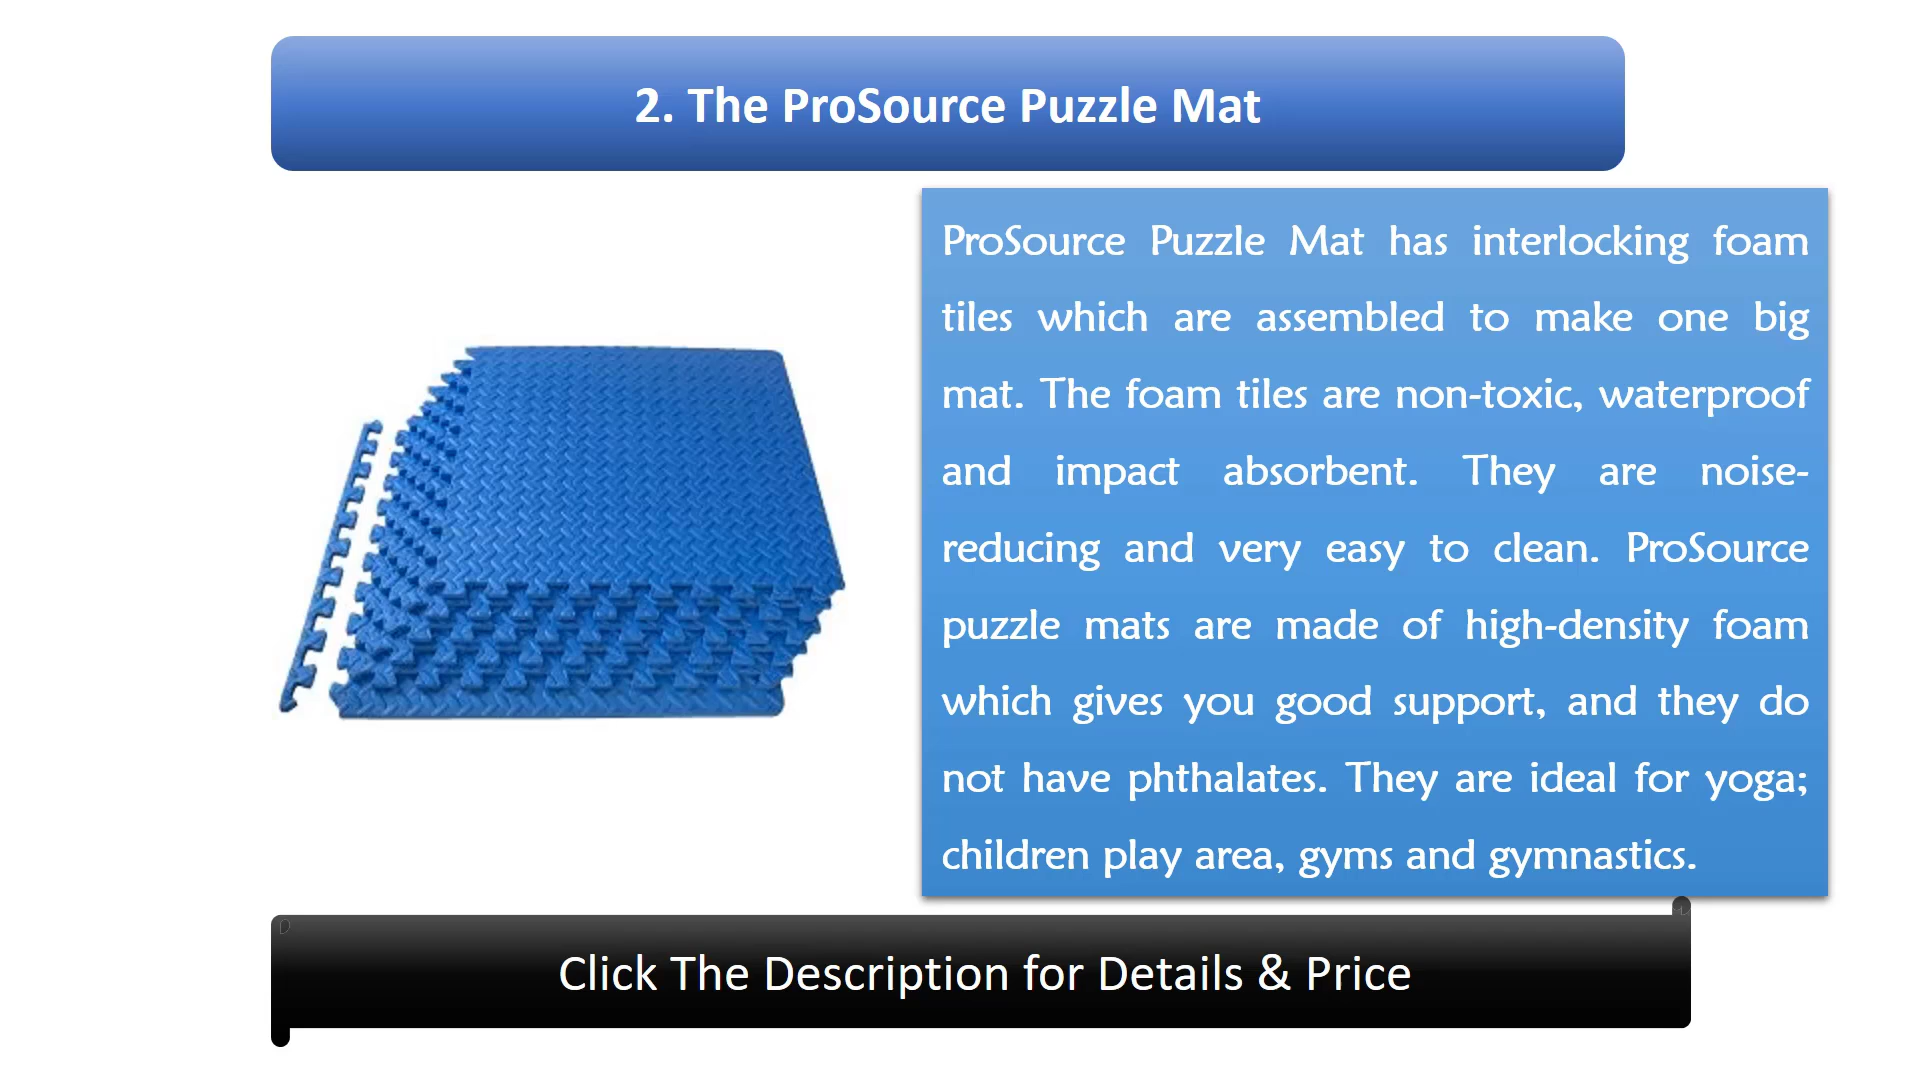 2. The ProSource Puzzle Mat
ProSource Puzzle Mat has interlocking foam
tiles which are assembled to make one big
mat. The foam tiles are non-toxic, waterproof
and impact absorbent. They are noise-
reducing and very easy to clean. ProSource
puzzle mats are made of high-density foam
which gives you good support, and they do
not have phthalates. They are ideal for yoga;
children play area, gyms and gymnastics.
Click The Description for Details & Price